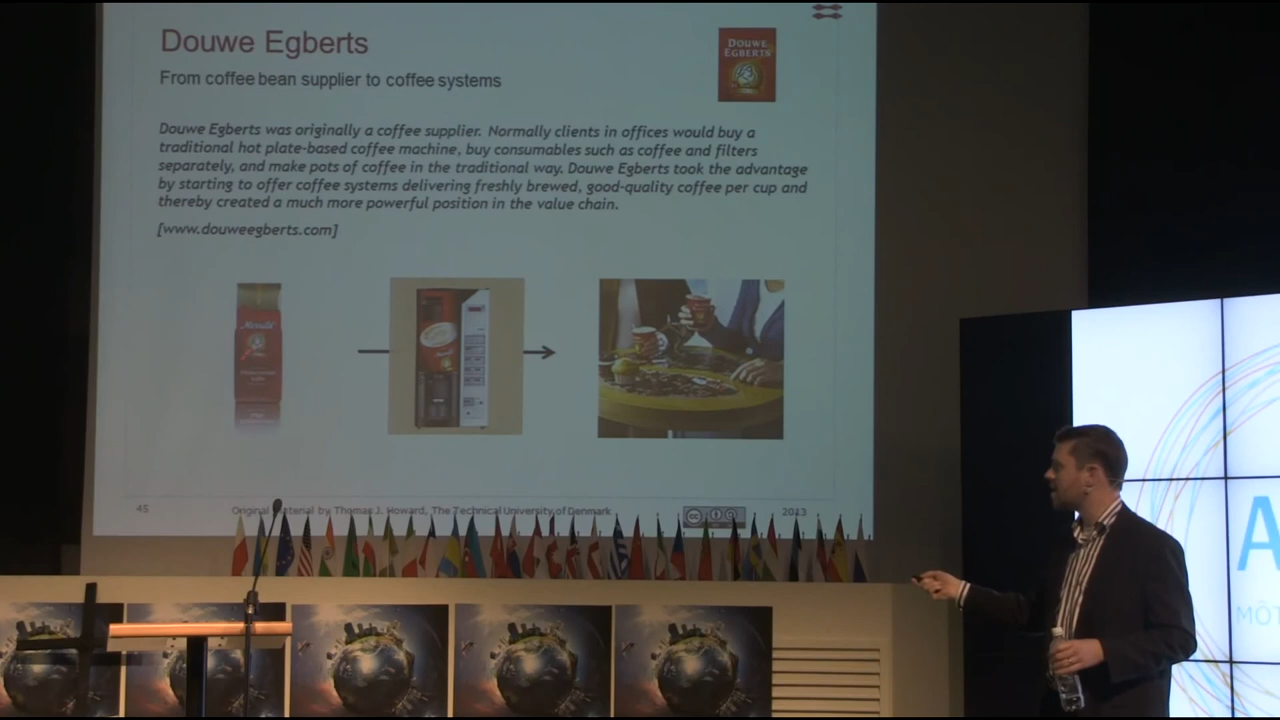 Douwe Egberts
DOUWE
EGBERTS
From coffee bean supplier to coffee systems
Douwe Egberts was originally a coffee supplier. Normally clients in offices would buy a
traditional hot plate-based coffee machine, buy consumables such as coffee and filters
separately, and make pots of coffee in the traditional way. Douwe Egberts took the advantage
by starting to offer coffee systems delivering freshly brewed, good-quality coffee per cup and
thereby created a much more powerful position in the value chain.
[www.douweegberts.com]
Merrild
45
Original Material by Thomas J. Howard, The Technical University of Denmark
cc
2013
A
MÕT